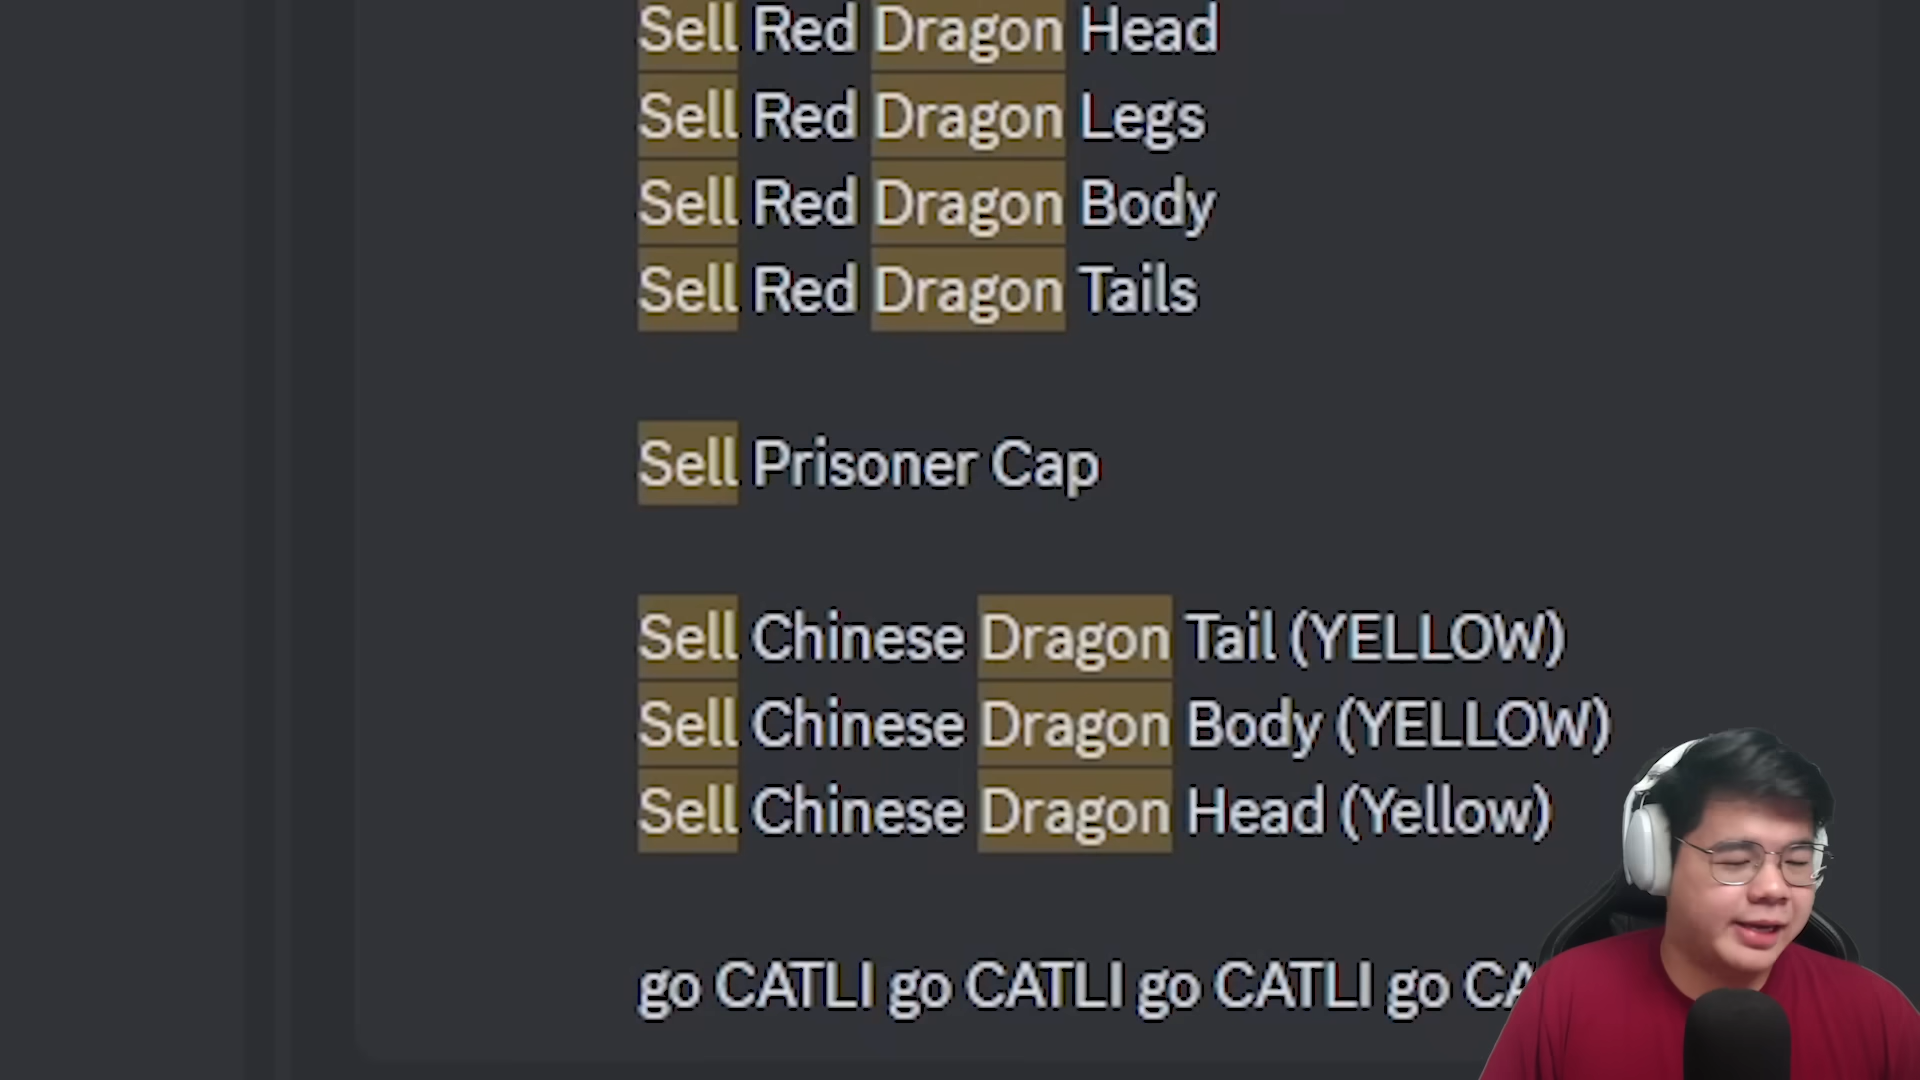 Sell Red Dragon Head
Sell Red Dragon Legs
Sell Red Dragon Body
Sell Red Dragon Tails
Sell Prisoner Cap
Sell Chinese Dragon Tail (YELLOW)
Sell Chinese Dragon Body (YELLOW)
Sell Chinese Dragon Head (Yellow)
go CATLI go CATLI go CATLI go CA